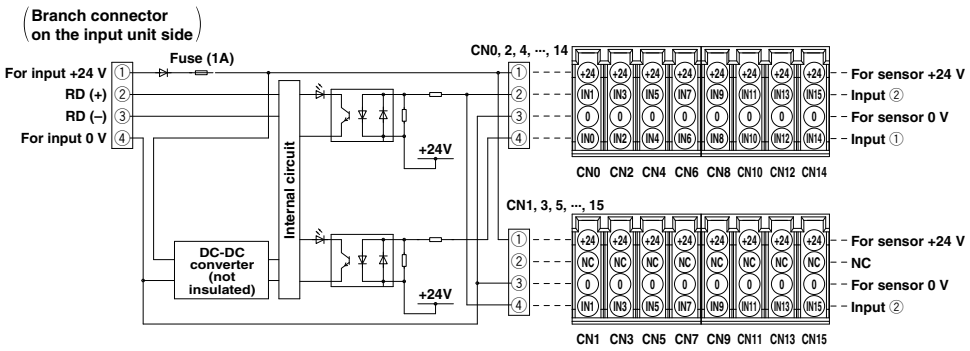 Branch connector
on the input unit side
Fuse (1A)
For input +24 V ①
RD (+) ②
RD (–) ③
For input 0 V ④
Internal circuit
DC-DC
converter
(not
insulated)
+24V
+24V
CN0, 2, 4, ···, 14
① +24 +24 +24 +24 +24 +24 +24 +24 For sensor +24 V
② IN1 IN3 IN5 IN7 IN9 IN11 IN13 IN15 Input ②
③ 0 0 0 0 0 0 0 0 For sensor 0 V
④ IN0 IN2 IN4 IN6 IN8 IN10 IN12 IN14 Input ①
CN0 CN2 CN4 CN6 CN8 CN10 CN12 CN14
CN1, 3, 5, ···, 15
① +24 +24 +24 +24 +24 +24 +24 +24 For sensor +24 V
② NC NC NC NC NC NC NC NC NC
③ 0 0 0 0 0 0 0 0 For sensor 0 V
④ IN1 IN3 IN5 IN7 IN9 IN11 IN13 IN15 Input ②
CN1 CN3 CN5 CN7 CN9 CN11 CN13 CN15